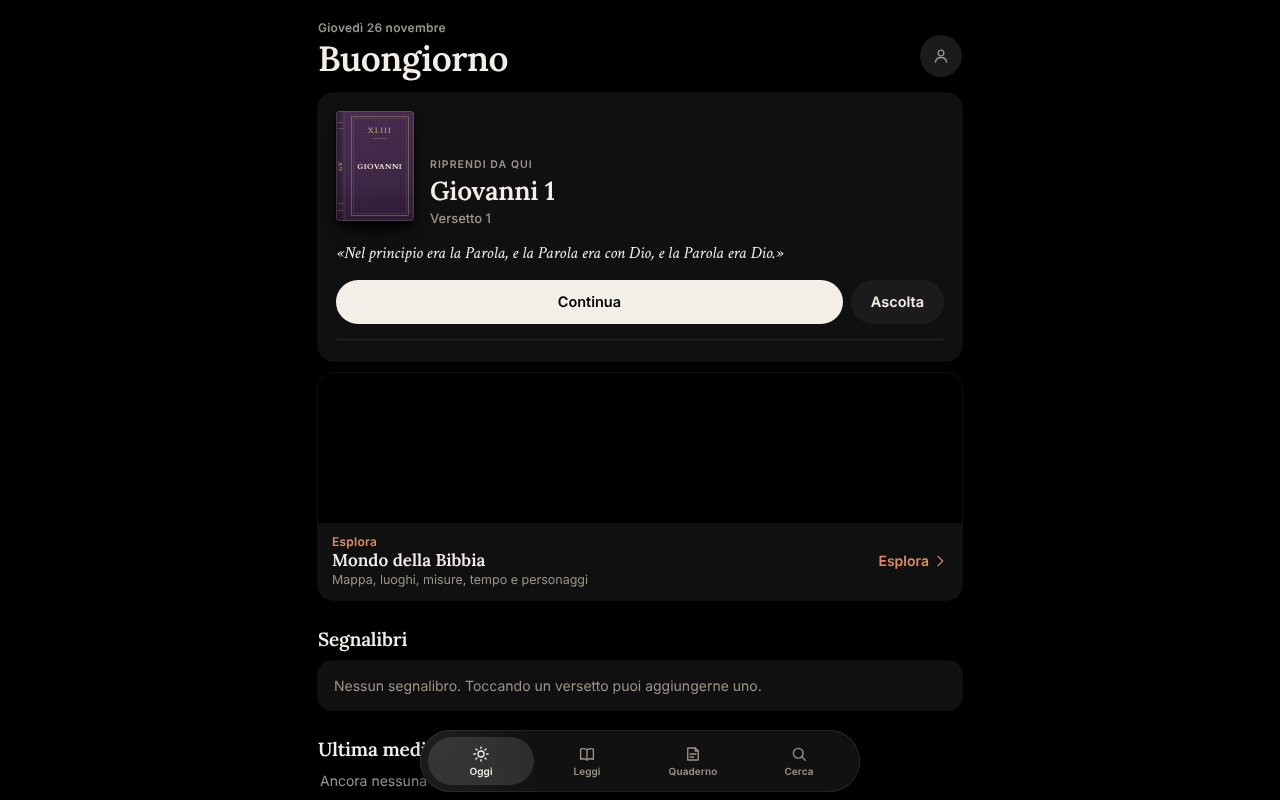 Giovedì 26 novembre
Buongiorno
XLIII
GIOVANNI
GV
RIPRENDI DA QUI
Giovanni 1
Versetto 1
«Nel principio era la Parola, e la Parola era con Dio, e la Parola era Dio.»
Continua
Ascolta
Esplora
Mondo della Bibbia
Mappa, luoghi, misure, tempo e personaggi
Esplora
Segnalibri
Nessun segnalibro. Toccando un versetto puoi aggiungerne uno.
Ultima medi
Ancora nessuna
Oggi
Leggi
Quaderno
Cerca